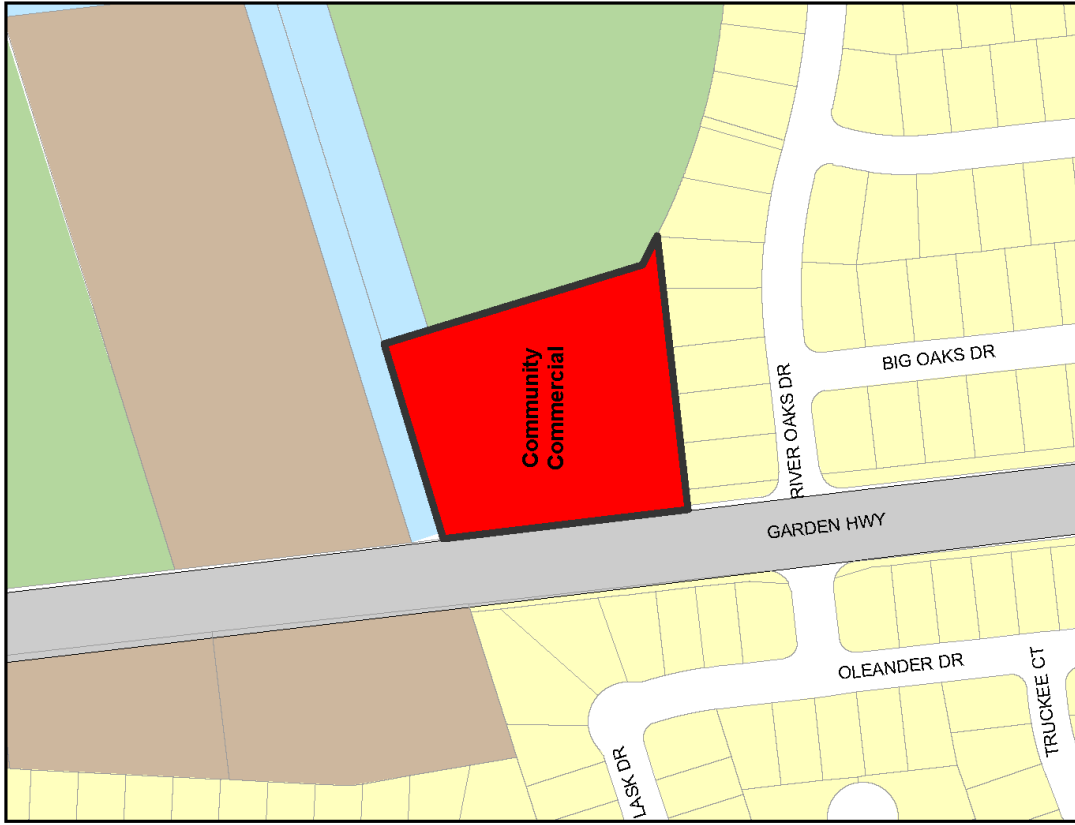 Community
Commercial
BIG OAKS DR
RIVER OAKS DR
GARDEN HWY
OLEANDER DR
TRUCKEE CT
LASK DR